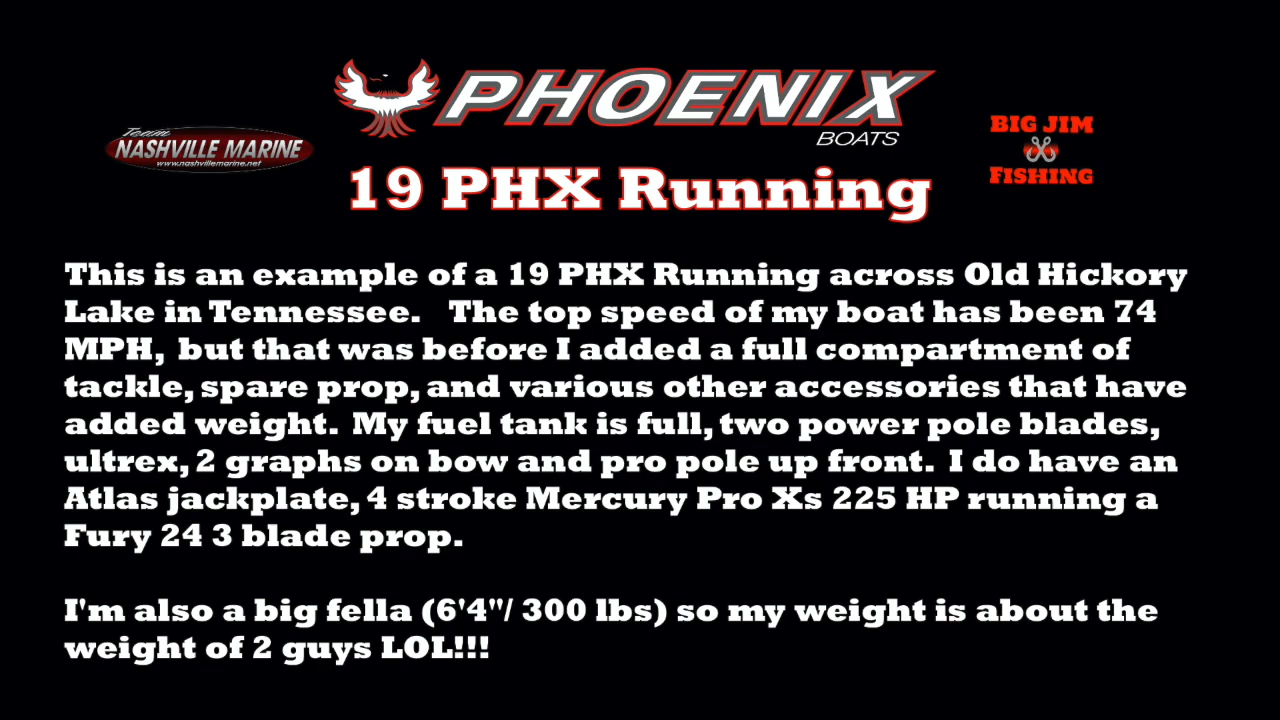 PHOENIX
BOATS
Team
NASHVILLE MARINE
www.nashvillemarine.net
BIG JIM
FISHING
19 PHX Running
This is an example of a 19 PHX Running across Old Hickory
Lake in Tennessee. The top speed of my boat has been 74
MPH, but that was before I added a full compartment of
tackle, spare prop, and various other accessories that have
added weight. My fuel tank is full, two power pole blades,
ultrex, 2 graphs on bow and pro pole up front. I do have an
Atlas jackplate, 4 stroke Mercury Pro Xs 225 HP running a
Fury 24 3 blade prop.
I'm also a big fella (6'4"/ 300 lbs) so my weight is about the
weight of 2 guys LOL!!!